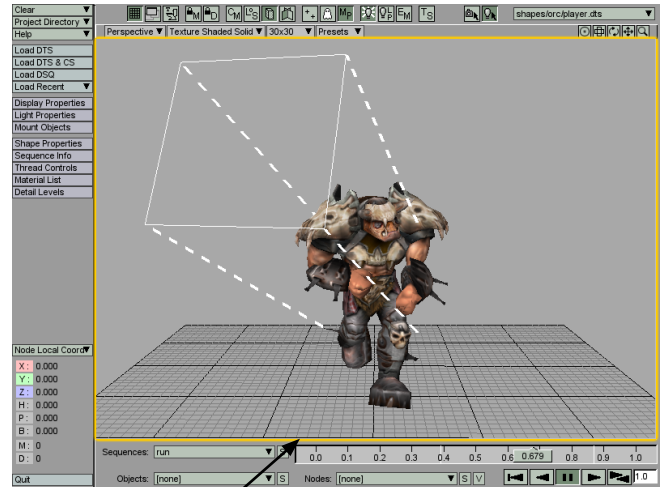 Clear
Project Directory
Help
Load DTS
Load DTS & CS
Load DSQ
Load Recent
Display Properties
Light Properties
Mount Objects
Shape Properties
Sequence Info
Thread Controls
Material List
Detail Levels
Node Local Coord
X: 0.000
Y: 0.000
Z: 0.000
H: 0.000
P: 0.000
B: 0.000
M: 0
D: 0
Quit
shapes/orc/player.dts
Perspective Texture Shaded Solid 30x30 Presets
Sequences: run S 0.0 0.1 0.2 0.3 0.4 0.5 0.6 0.679 0.8 0.9 1.0
Objects: [none] S Nodes: [none] S V 1.0